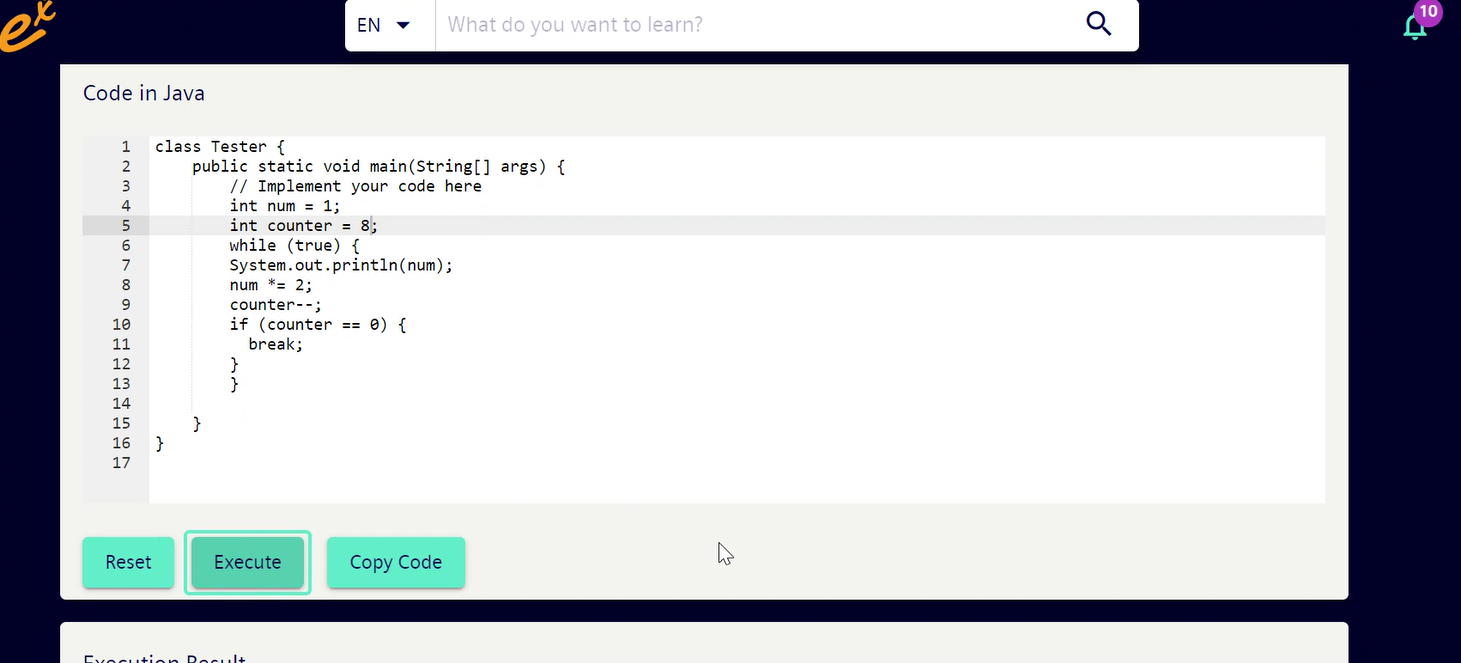 ex
EN What do you want to learn? 10
Code in Java
1 class Tester {
2 public static void main(String[] args) {
3 // Implement your code here
4 int num = 1;
5 int counter = 8;
6 while (true) {
7 System.out.println(num);
8 num *= 2;
9 counter--;
10 if (counter == 0) {
11 break;
12 }
13 }
14
15 }
16 }
17
Reset Execute Copy Code
Execution Result